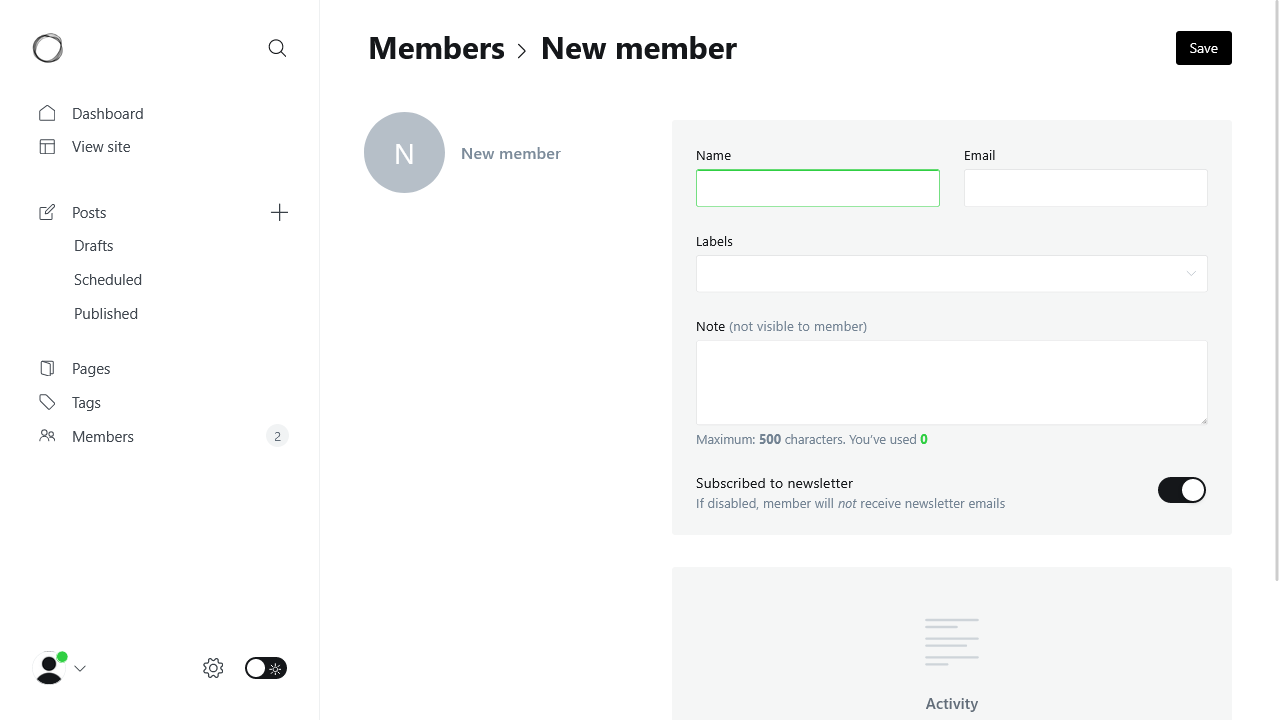 Members
New member
Save
Dashboard
View site
Posts
Drafts
Scheduled
Published
Pages
Tags
Members 2
N
New member
Name
Email
Labels
Note (not visible to member)
Maximum: 500 characters. You've used 0
Subscribed to newsletter
If disabled, member will not receive newsletter emails
Activity